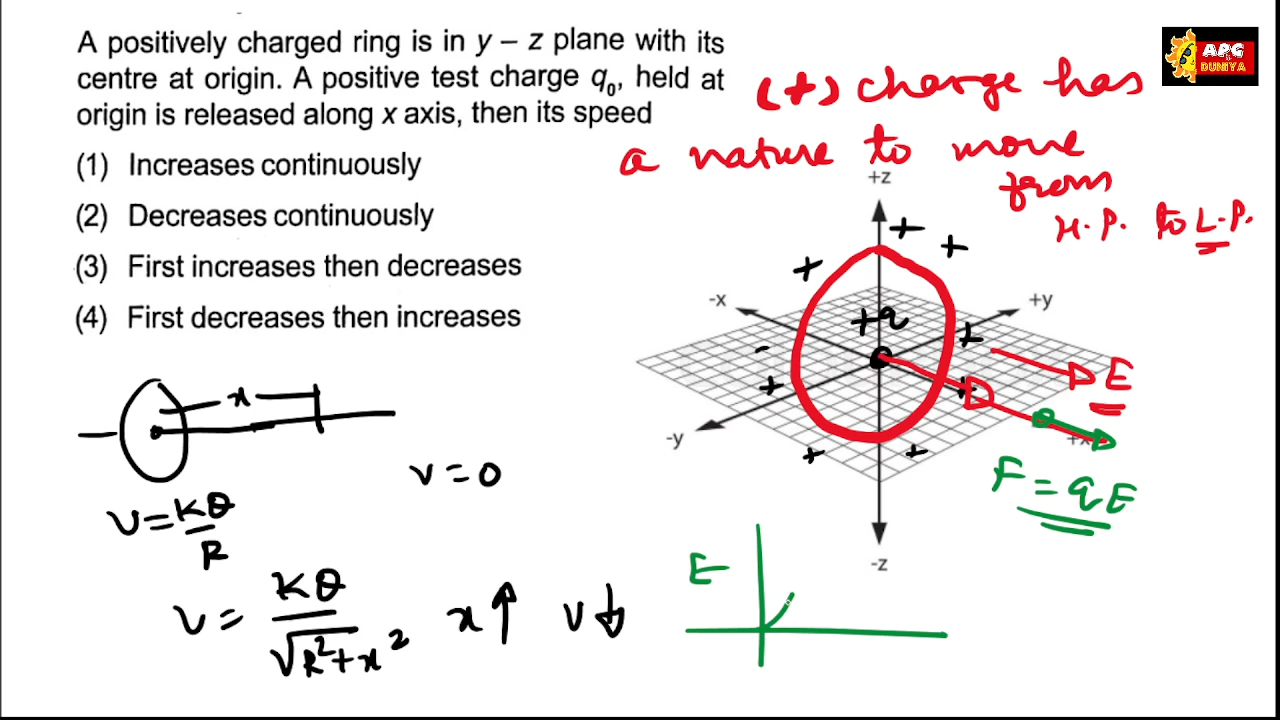 A positively charged ring is in y – z plane with its
centre at origin. A positive test charge q₀, held at
origin is released along x axis, then its speed
(1) Increases continuously
(2) Decreases continuously
(3) First increases then decreases
(4) First decreases then increases
APG
DUNIYA
(+) charge has
a nature to move
from
H.P. to L.P.
+z
+ +
+
-x
+y
+q
+
-
+
+
E
-y
+x
+ +
F = qE
-z
x
V = 0
V = KQ
R
V = KQ
√R²+x²
x↑ V↓
E